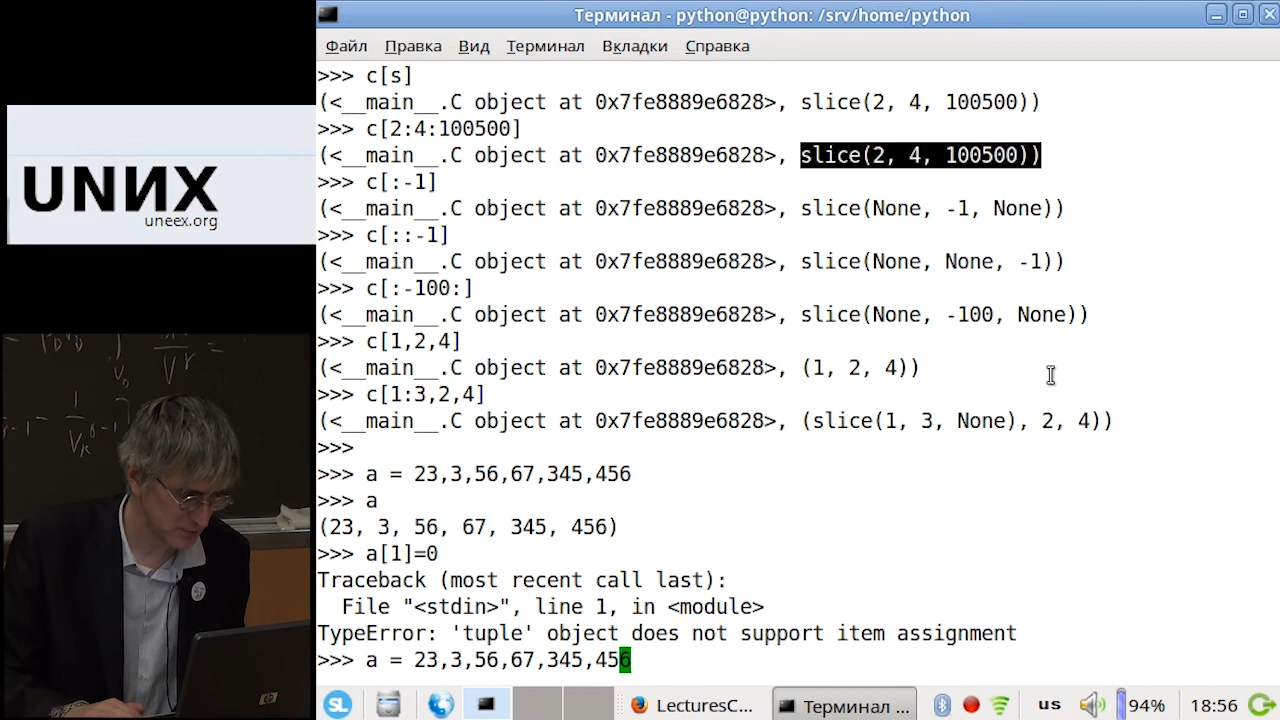 Терминал - python@python: /srv/home/python
Файл Правка Вид Терминал Вкладки Справка
>>> c[s]
(<__main__.C object at 0x7fe8889e6828>, slice(2, 4, 100500))
>>> c[2:4:100500]
(<__main__.C object at 0x7fe8889e6828>, slice(2, 4, 100500))
>>> c[:-1]
(<__main__.C object at 0x7fe8889e6828>, slice(None, -1, None))
>>> c[::-1]
(<__main__.C object at 0x7fe8889e6828>, slice(None, None, -1))
>>> c[:-100:]
(<__main__.C object at 0x7fe8889e6828>, slice(None, -100, None))
>>> c[1,2,4]
(<__main__.C object at 0x7fe8889e6828>, (1, 2, 4))
>>> c[1:3,2,4]
(<__main__.C object at 0x7fe8889e6828>, (slice(1, 3, None), 2, 4))
>>>
>>> a = 23,3,56,67,345,456
>>> a
(23, 3, 56, 67, 345, 456)
>>> a[1]=0
Traceback (most recent call last):
  File "<stdin>", line 1, in <module>
TypeError: 'tuple' object does not support item assignment
>>> a = 23,3,56,67,345,456
UNИX
uneex.org
hp
SL
LecturesC...
Терминал ...
us
94%
18:56